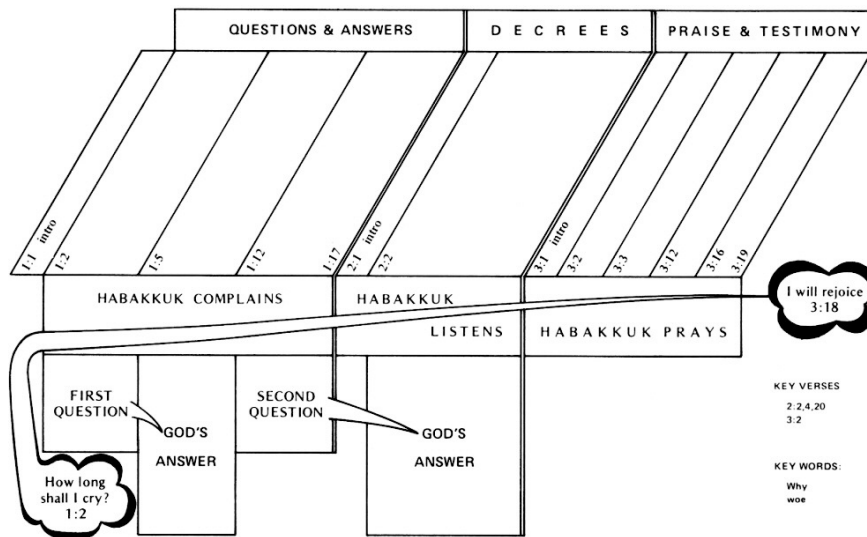 QUESTIONS & ANSWERS
DECREES
PRAISE & TESTIMONY
1:1 intro
1:2
1:5
1:12
1:17
2:1 intro
2:2
3:1 intro
3:2
3:3
3:12
3:16
3:19
HABAKKUK COMPLAINS
HABAKKUK
LISTENS
HABAKKUK PRAYS
I will rejoice
3:18
FIRST
QUESTION
GOD'S
ANSWER
SECOND
QUESTION
GOD'S
ANSWER
How long
shall I cry?
1:2
KEY VERSES
2:2,4,20
3:2
KEY WORDS:
Why
woe